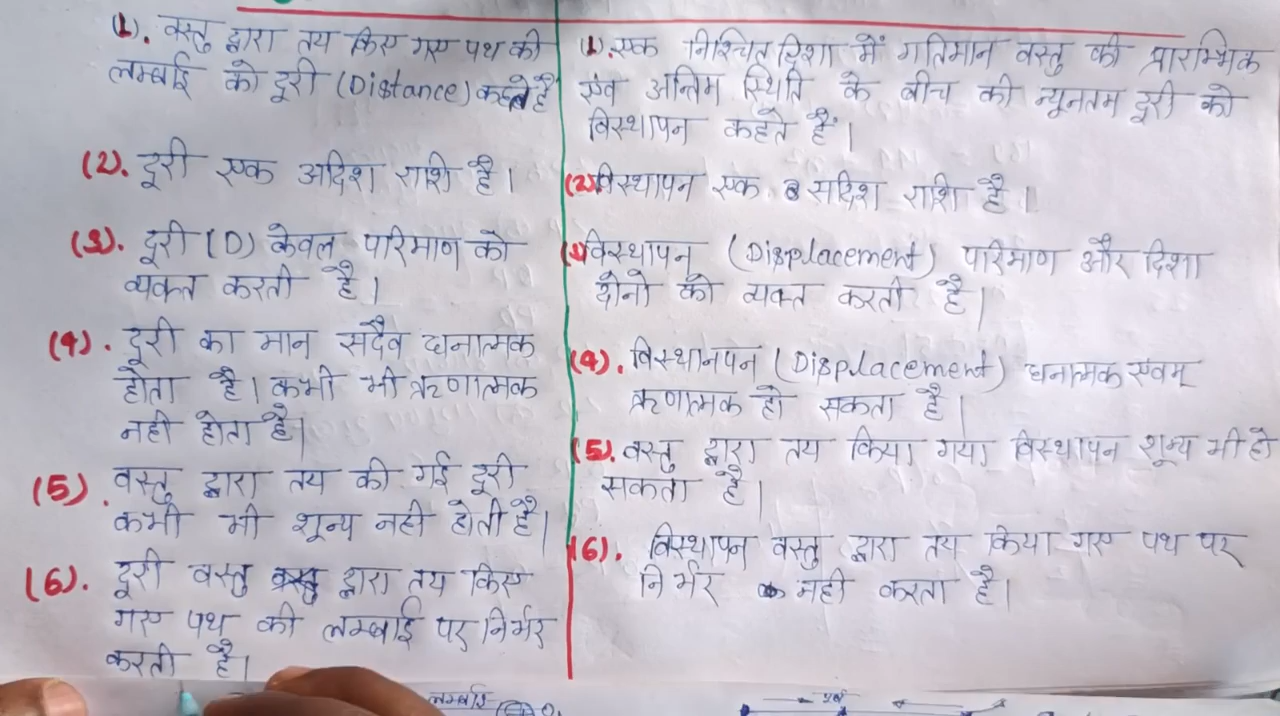 (1). वस्तु द्वारा तय किए गए पथ की
लम्बाई को दूरी (Distance) कहते है
(2). दूरी एक अदिश राशि है।
(3). दूरी (D) केवल परिमाण को
व्यक्त करती है।
(4). दूरी का मान सदैव धनात्मक
होता है। कभी भी ऋणात्मक
नही होता है।
(5). वस्तु द्वारा तय की गई दूरी
कभी भी शून्य नही होती है।
(6). दूरी वस्तु द्वारा तय किए
गए पथ की लम्बाई पर निर्भर
करती है।
(1). एक निश्चित दिशा में गतिमान वस्तु की प्रारम्भिक
एंव अन्तिम स्थिति के बीच की न्यूनतम दूरी को
विस्थापन कहते हैं।
(2) विस्थापन एक सदिश राशि है।
(3) विस्थापन (Displacement) परिमाण और दिशा
दोनो को व्यक्त करती है।
(4). विस्थानपन (Displacement) धनात्मक एवम्
ऋणात्मक हो सकता है।
(5). वस्तु द्वारा तय किया गया विस्थापन शून्य भी हो
सकता है।
(6). विस्थापन वस्तु द्वारा तय किया गए पथ पर
निर्भर नही करता है।
लम्बाई